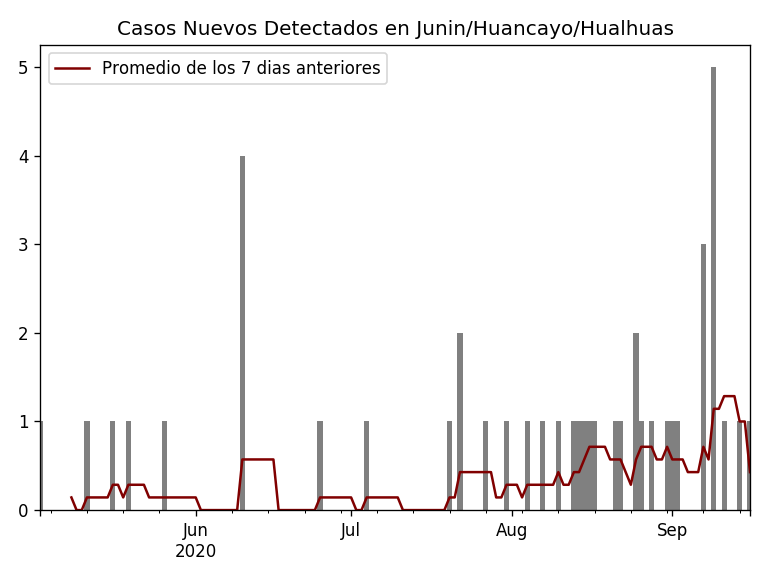 Casos Nuevos Detectados en Junin/Huancayo/Hualhuas
Promedio de los 7 dias anteriores
5
4
3
2
1
0
Jun Jul Aug Sep
2020